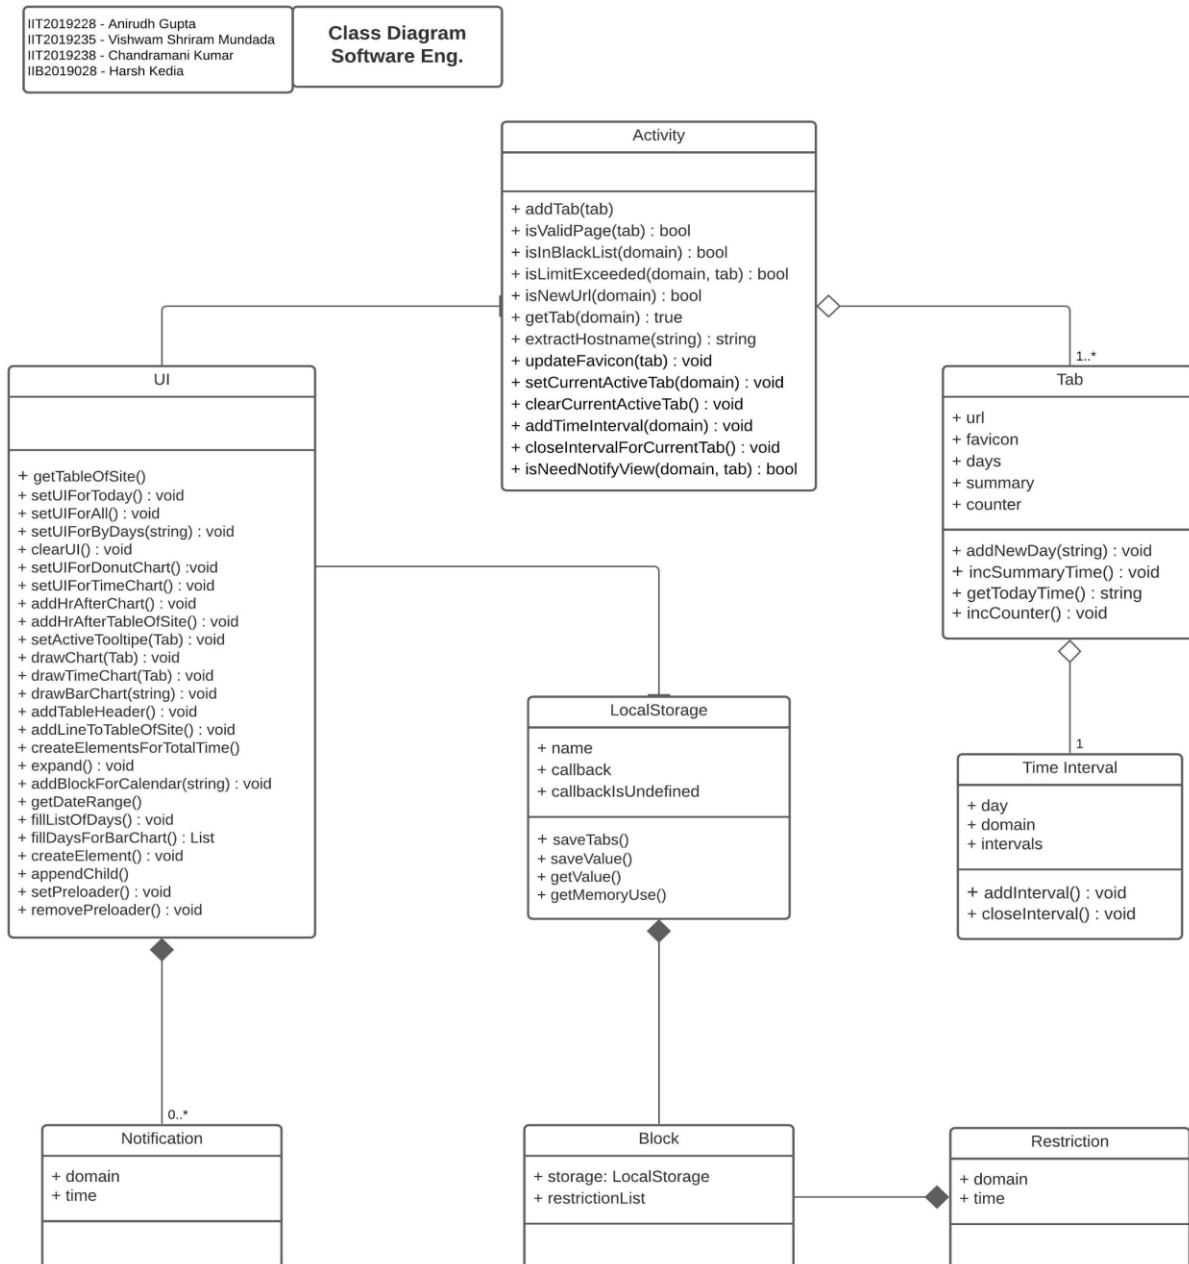 IIT2019228 - Anirudh Gupta
IIT2019235 - Vishwam Shriram Mundada
IIT2019238 - Chandramani Kumar
IIB2019028 - Harsh Kedia
Class Diagram
Software Eng.
Activity
+ addTab(tab)
+ isValidPage(tab) : bool
+ isInBlackList(domain) : bool
+ isLimitExceeded(domain, tab) : bool
+ isNewUrl(domain) : bool
+ getTab(domain) : true
+ extractHostname(string) : string
+ updateFavicon(tab) : void
+ setCurrentActiveTab(domain) : void
+ clearCurrentActiveTab() : void
+ addTimeInterval(domain) : void
+ closeIntervalForCurrentTab() : void
+ isNeedNotifyView(domain, tab) : bool
UI
+ getTableOfSite()
+ setUIForToday() : void
+ setUIForAll() : void
+ setUIForByDays(string) : void
+ clearUI() : void
+ setUIForDonutChart() :void
+ setUIForTimeChart() : void
+ addHrAfterChart() : void
+ addHrAfterTableOfSite() : void
+ setActiveTooltipe(Tab) : void
+ drawChart(Tab) : void
+ drawTimeChart(Tab) : void
+ drawBarChart(string) : void
+ addTableHeader() : void
+ addLineToTableOfSite() : void
+ createElementsForTotalTime()
+ expand() : void
+ addBlockForCalendar(string) : void
+ getDateRange()
+ fillListOfDays() : void
+ fillDaysForBarChart() : List
+ createElement() : void
+ appendChild()
+ setPreloader() : void
+ removePreloader() : void
1..*
Tab
+ url
+ favicon
+ days
+ summary
+ counter
+ addNewDay(string) : void
+ incSummaryTime() : void
+ getTodayTime() : string
+ incCounter() : void
LocalStorage
+ name
+ callback
+ callbackIsUndefined
+ saveTabs()
+ saveValue()
+ getValue()
+ getMemoryUse()
1
Time Interval
+ day
+ domain
+ intervals
+ addInterval() : void
+ closeInterval() : void
0..*
Notification
+ domain
+ time
Block
+ storage: LocalStorage
+ restrictionList
Restriction
+ domain
+ time